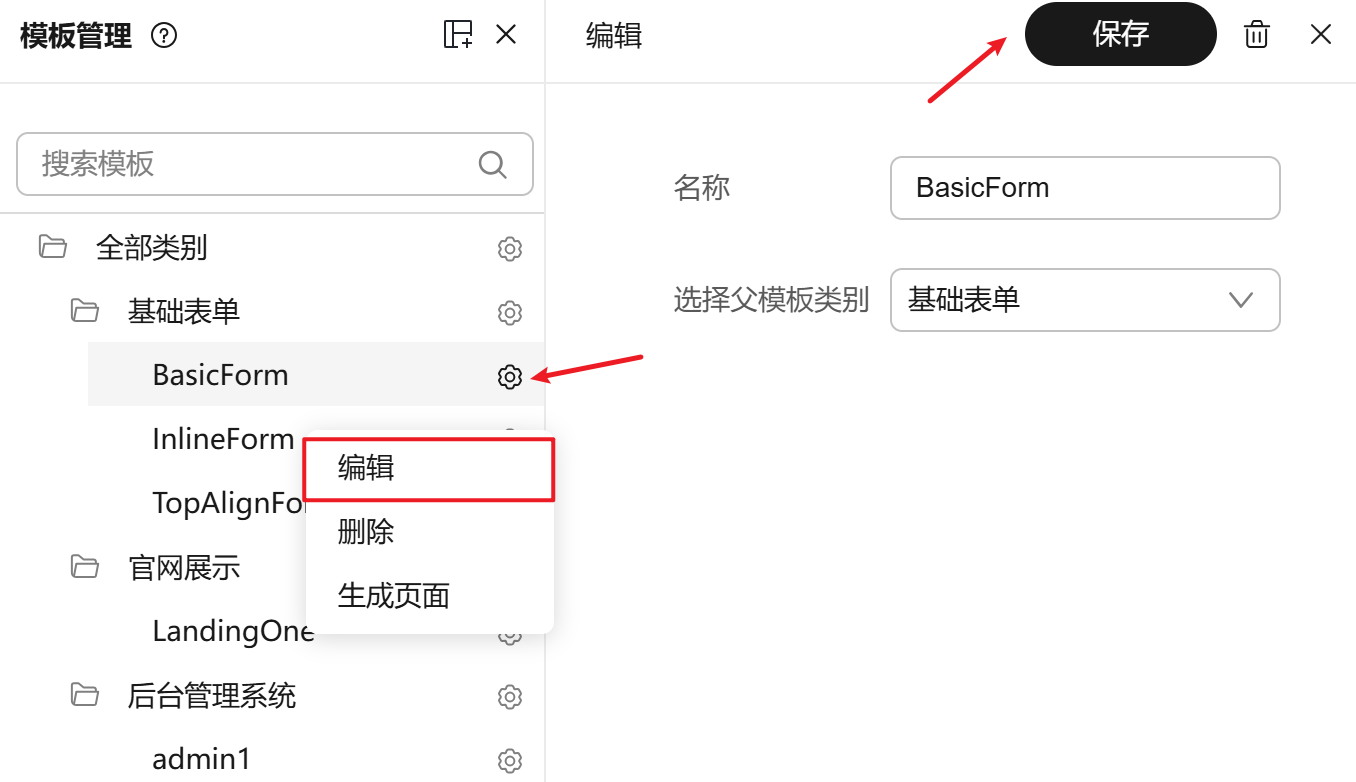 模板管理
搜索模板
全部类别
基础表单
BasicForm
InlineForm
TopAlignFo
官网展示
LandingOne
后台管理系统
admin1
编辑
删除
生成页面
编辑
保存
名称
BasicForm
选择父模板类别
基础表单